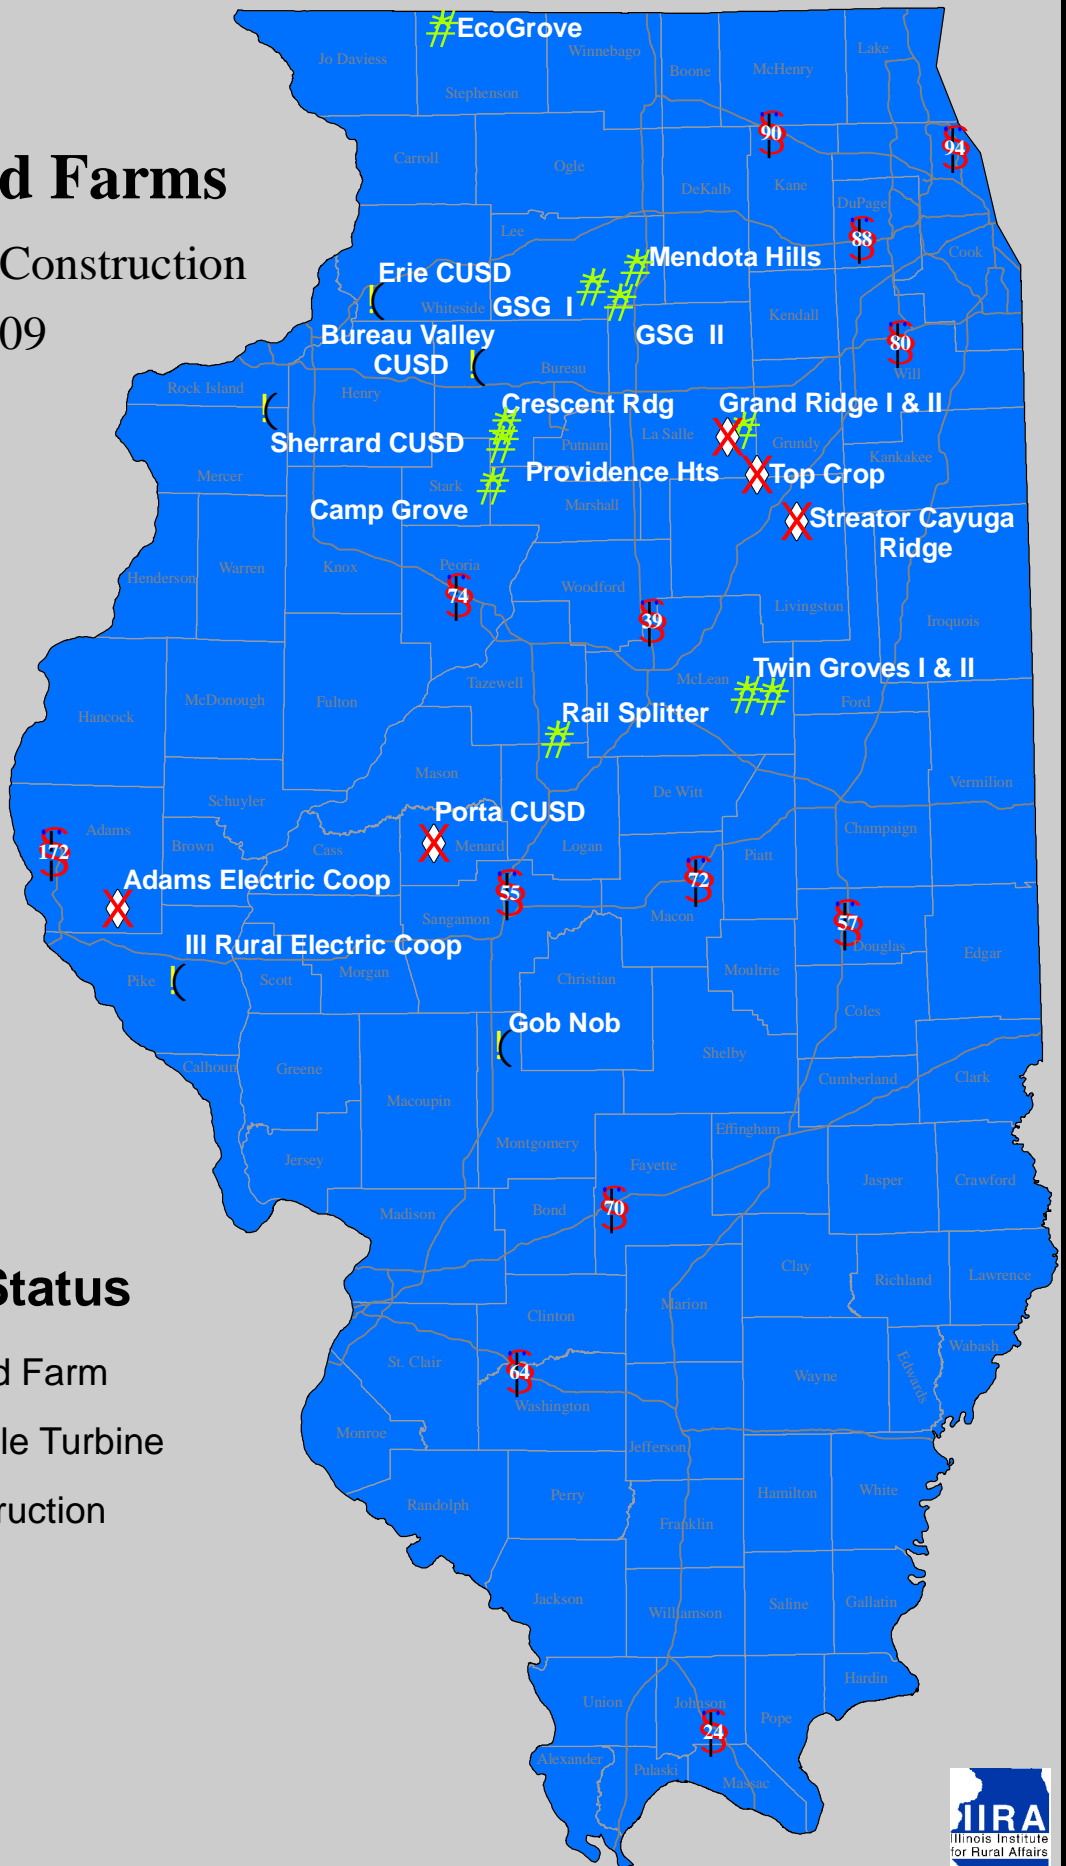 EcoGrove
Jo Daviess
Stephenson
Winnebago
Boone
McHenry
Lake
90
94
d Farms
Construction
09
Carroll
Ogle
DeKalb
Kane
DuPage
88
Cook
Lee
Mendota Hills
Erie CUSD
Whiteside
GSG I
GSG II
Kendall
80
Will
Bureau Valley
CUSD
Bureau
Rock Island
Henry
Crescent Rdg
Grand Ridge I & II
Sherrard CUSD
Putnam
La Salle
Grundy
Kankakee
Mercer
Providence Hts
Top Crop
Stark
Camp Grove
Marshall
Streator Cayuga
Ridge
Henderson
Warren
Knox
Peoria
74
Woodford
39
Livingston
Iroquois
Twin Groves I & II
McLean
Ford
Tazewell
Hancock
McDonough
Fulton
Rail Splitter
Mason
De Witt
Vermilion
Schuyler
Porta CUSD
Adams
172
Brown
Cass
Menard
Logan
Piatt
Champaign
Adams Electric Coop
55
72
57
Sangamon
Macon
Douglas
Edgar
Ill Rural Electric Coop
Pike
Scott
Morgan
Christian
Moultrie
Coles
Gob Nob
Shelby
Calhoun
Greene
Macoupin
Cumberland
Clark
Montgomery
Effingham
Jersey
Fayette
Jasper
Crawford
Madison
Bond
70
Clay
Richland
Lawrence
Status
Clinton
Marion
Wabash
d Farm
St. Clair
64
Wayne
Edwards
Washington
le Turbine
Monroe
Jefferson
ruction
Randolph
Perry
Hamilton
White
Franklin
Jackson
Williamson
Saline
Gallatin
Hardin
Union
Johnson
24
Pope
Alexander
Pulaski
Massac
IIRA
Illinois Institute
for Rural Affairs